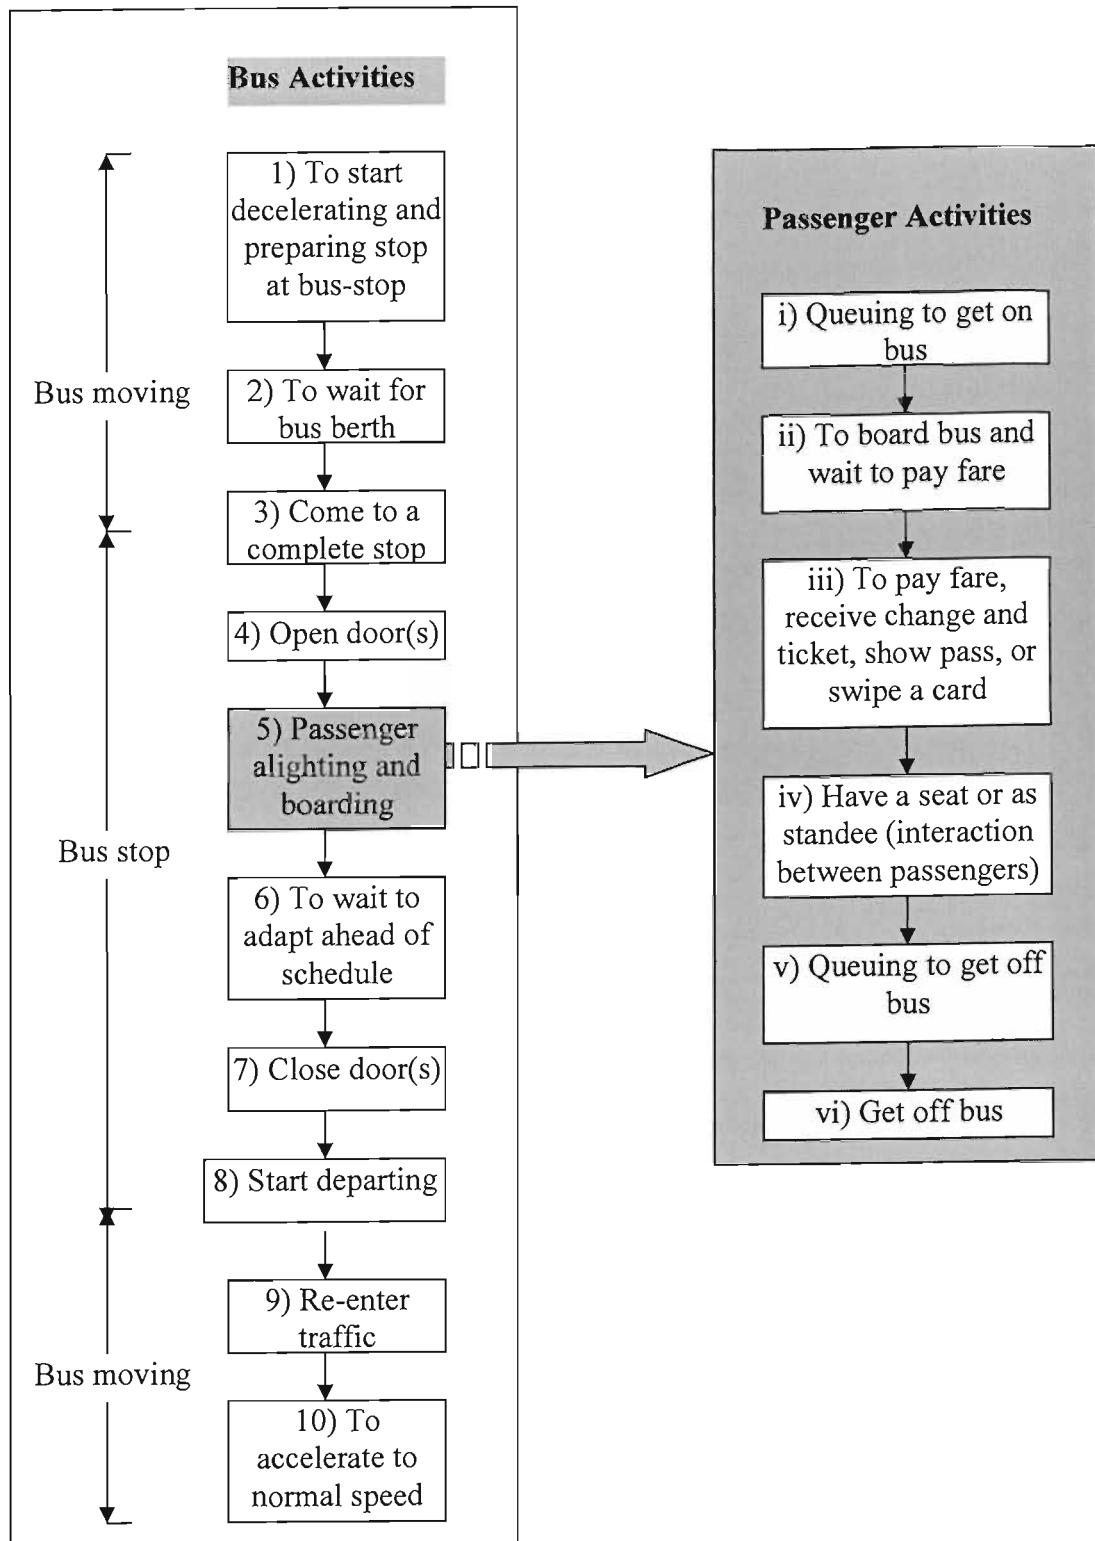 Bus Activities
1) To start
decelerating and
preparing stop
at bus-stop
Bus moving
2) To wait for
bus berth
3) Come to a
complete stop
4) Open door(s)
5) Passenger
alighting and
boarding
Bus stop
6) To wait to
adapt ahead of
schedule
7) Close door(s)
8) Start departing
9) Re-enter
traffic
Bus moving
10) To
accelerate to
normal speed
Passenger Activities
i) Queuing to get on
bus
ii) To board bus and
wait to pay fare
iii) To pay fare,
receive change and
ticket, show pass, or
swipe a card
iv) Have a seat or as
standee (interaction
between passengers)
v) Queuing to get off
bus
vi) Get off bus